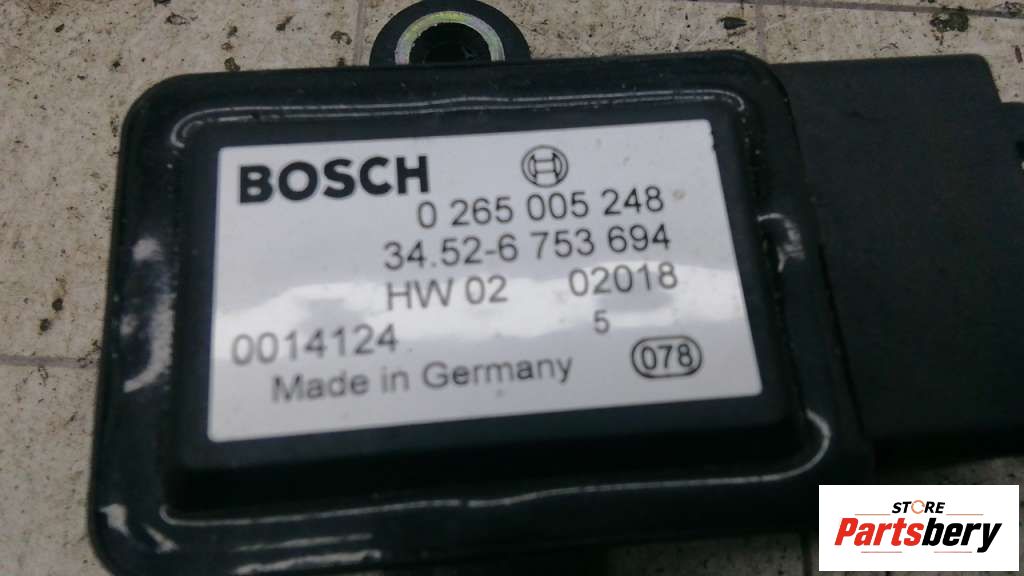 BOSCH
0 265 005 248
34.52-6 753 694
HW 02 02018
5
0014124
078
Made in Germany
STORE
Partsbery